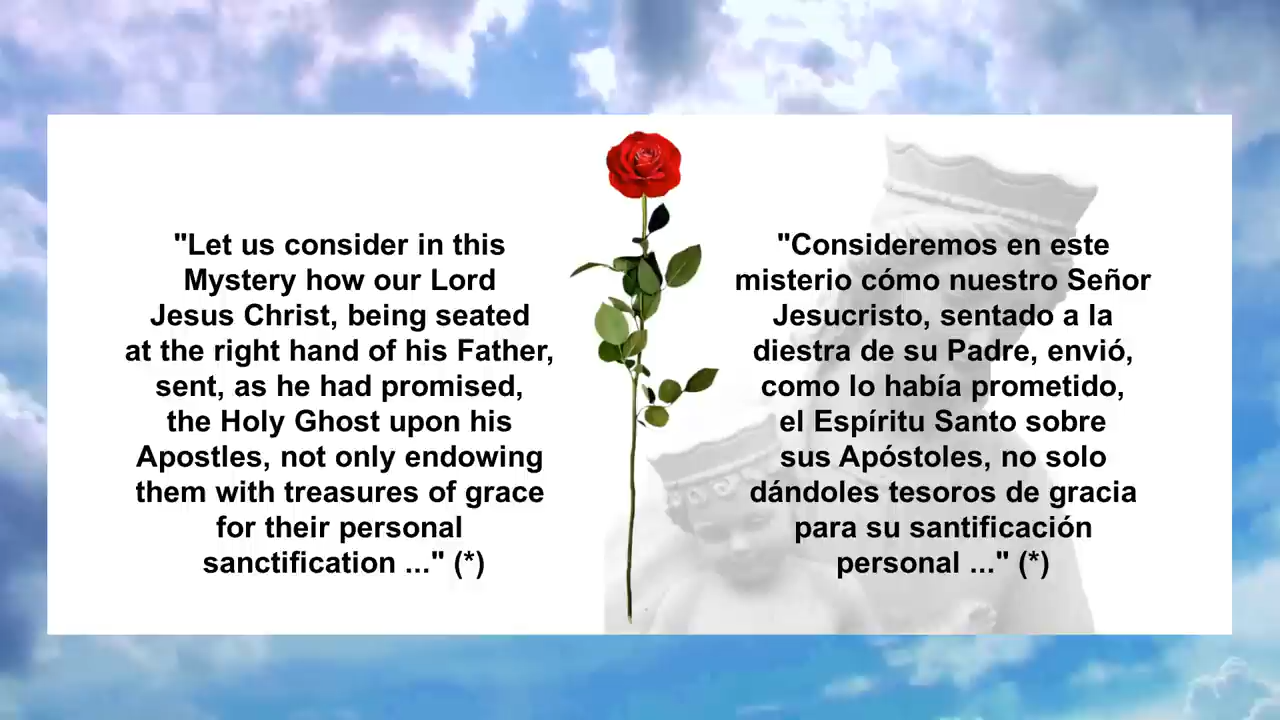 "Let us consider in this
Mystery how our Lord
Jesus Christ, being seated
at the right hand of his Father,
sent, as he had promised,
the Holy Ghost upon his
Apostles, not only endowing
them with treasures of grace
for their personal
sanctification ..." (*)
"Consideremos en este
misterio cómo nuestro Señor
Jesucristo, sentado a la
diestra de su Padre, envió,
como lo había prometido,
el Espíritu Santo sobre
sus Apóstoles, no solo
dándoles tesoros de gracia
para su santificación
personal ..." (*)